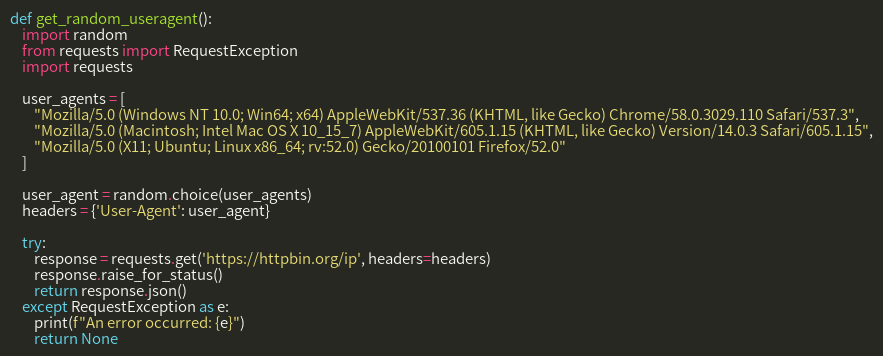 def get_random_useragent():
    import random
    from requests import RequestException
    import requests

    user_agents = [
        "Mozilla/5.0 (Windows NT 10.0; Win64; x64) AppleWebKit/537.36 (KHTML, like Gecko) Chrome/58.0.3029.110 Safari/537.3",
        "Mozilla/5.0 (Macintosh; Intel Mac OS X 10_15_7) AppleWebKit/605.1.15 (KHTML, like Gecko) Version/14.0.3 Safari/605.1.15",
        "Mozilla/5.0 (X11; Ubuntu; Linux x86_64; rv:52.0) Gecko/20100101 Firefox/52.0"
    ]

    user_agent = random.choice(user_agents)
    headers = {'User-Agent': user_agent}

    try:
        response = requests.get('https://httpbin.org/ip', headers=headers)
        response.raise_for_status()
        return response.json()
    except RequestException as e:
        print(f"An error occurred: {e}")
        return None